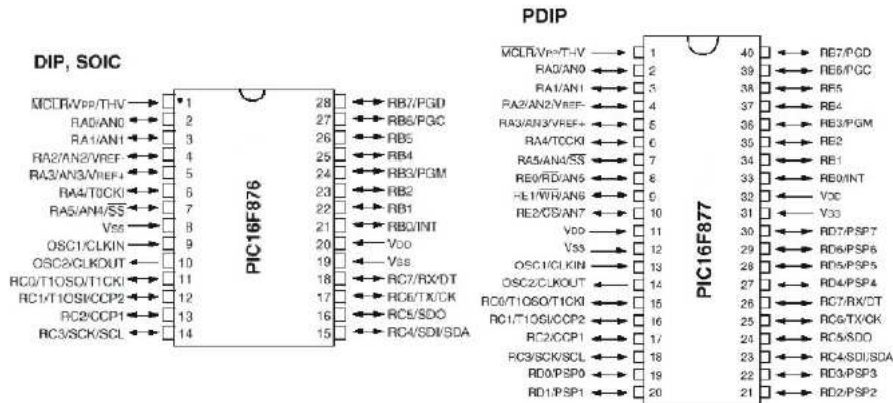 DIP, SOIC
MCLR/VPP/THV 1
RA0/AN0 2
RA1/AN1 3
RA2/AN2/VREF- 4
RA3/AN3/VREF+ 5
RA4/T0CKI 6
RA5/AN4/SS 7
VSS 8
OSC1/CLKIN 9
OSC2/CLKOUT 10
RC0/T1OSO/T1CKI 11
RC1/T1OSI/CCP2 12
RC2/CCP1 13
RC3/SCK/SCL 14
PIC16F876
28 RB7/PGD
27 RB6/PGC
26 RB5
25 RB4
24 RB3/PGM
23 RB2
22 RB1
21 RB0/INT
20 VDD
19 VSS
18 RC7/RX/DT
17 RC6/TX/CK
16 RC5/SDO
15 RC4/SDI/SDA
PDIP
MCLR/VPP/THV 1
RA0/AN0 2
RA1/AN1 3
RA2/AN2/VREF- 4
RA3/AN3/VREF+ 5
RA4/T0CKI 6
RA5/AN4/SS 7
RE0/RD/AN5 8
RE1/WR/AN6 9
RE2/CS/AN7 10
VDD 11
VSS 12
OSC1/CLKIN 13
OSC2/CLKOUT 14
RC0/T1OSO/T1CKI 15
RC1/T1OSI/CCP2 16
RC2/CCP1 17
RC3/SCK/SCL 18
RD0/PSP0 19
RD1/PSP1 20
PIC16F877
40 RB7/PGD
39 RB6/PGC
38 RB5
37 RB4
36 RB3/PGM
35 RB2
34 RB1
33 RB0/INT
32 VDD
31 VSS
30 RD7/PSP7
29 RD6/PSP6
28 RD5/PSP5
27 RD4/PSP4
26 RC7/RX/DT
25 RC6/TX/CK
24 RC5/SDO
23 RC4/SDI/SDA
22 RD3/PSP3
21 RD2/PSP2